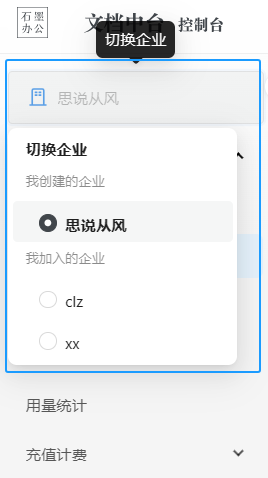 石墨
办公
文档中台 控制台
切换企业
思说从风
切换企业
我创建的企业
思说从风
我加入的企业
clz
xx
用量统计
充值计费